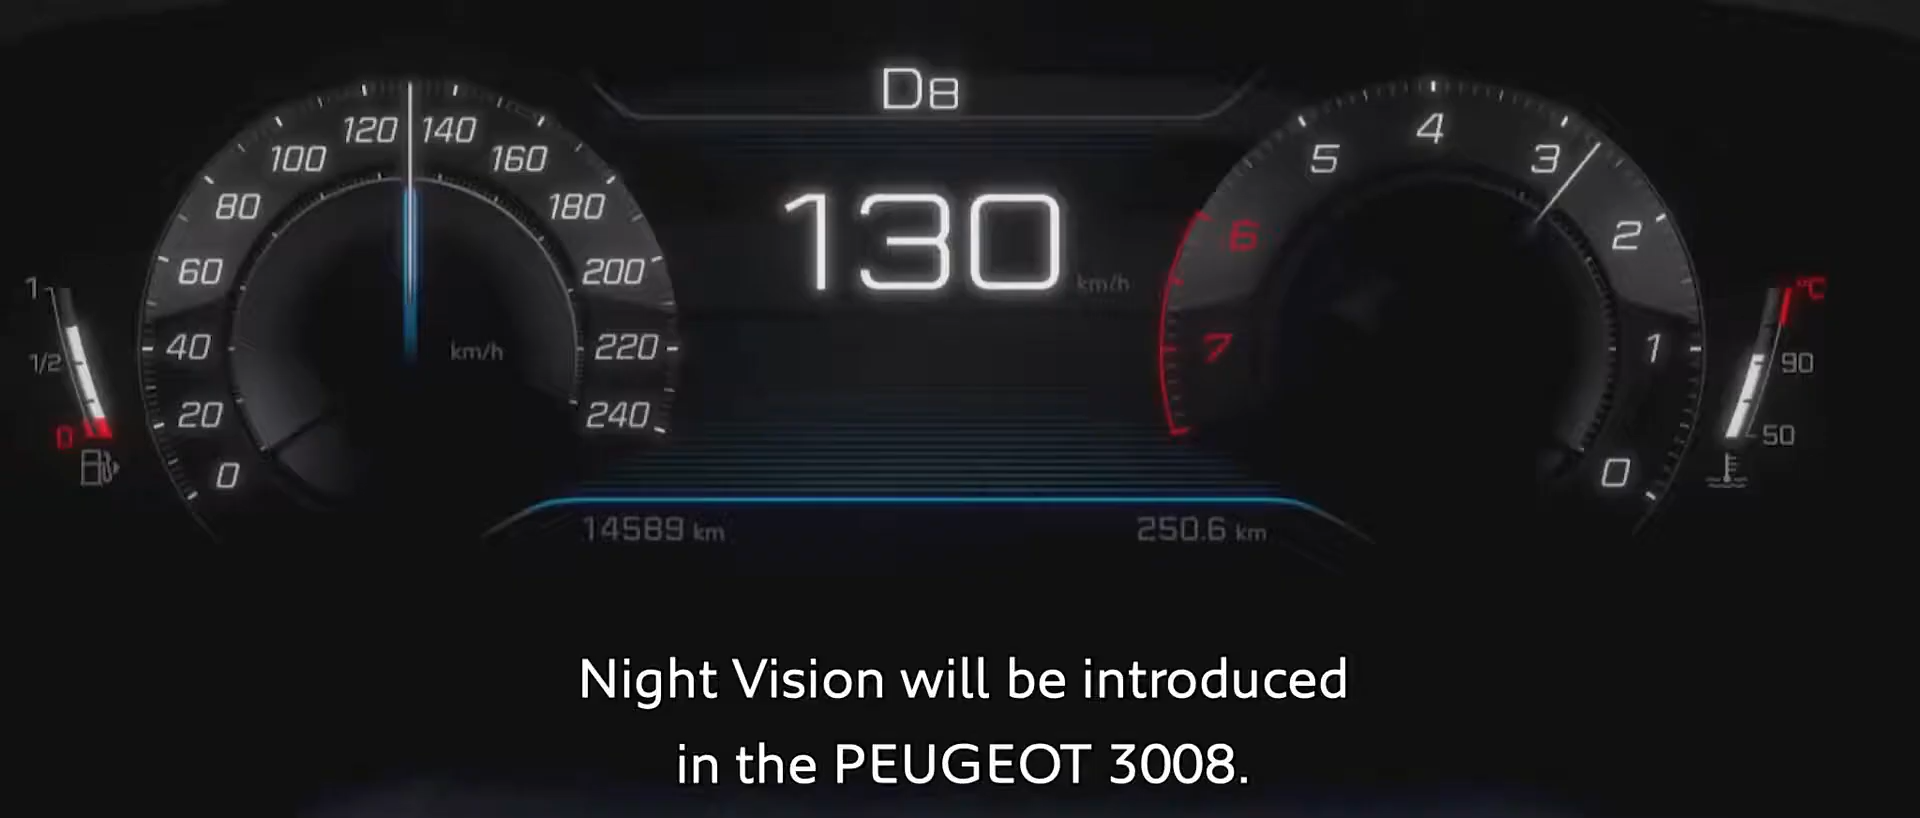 D8
120 140
100 160
80 180
60 200
40 220
20 240
0
km/h
130 km/h
4
5 3
6 2
7 1
0
1
1/2
0
°C
90
50
14589 km
250.6 km
Night Vision will be introduced
in the PEUGEOT 3008.